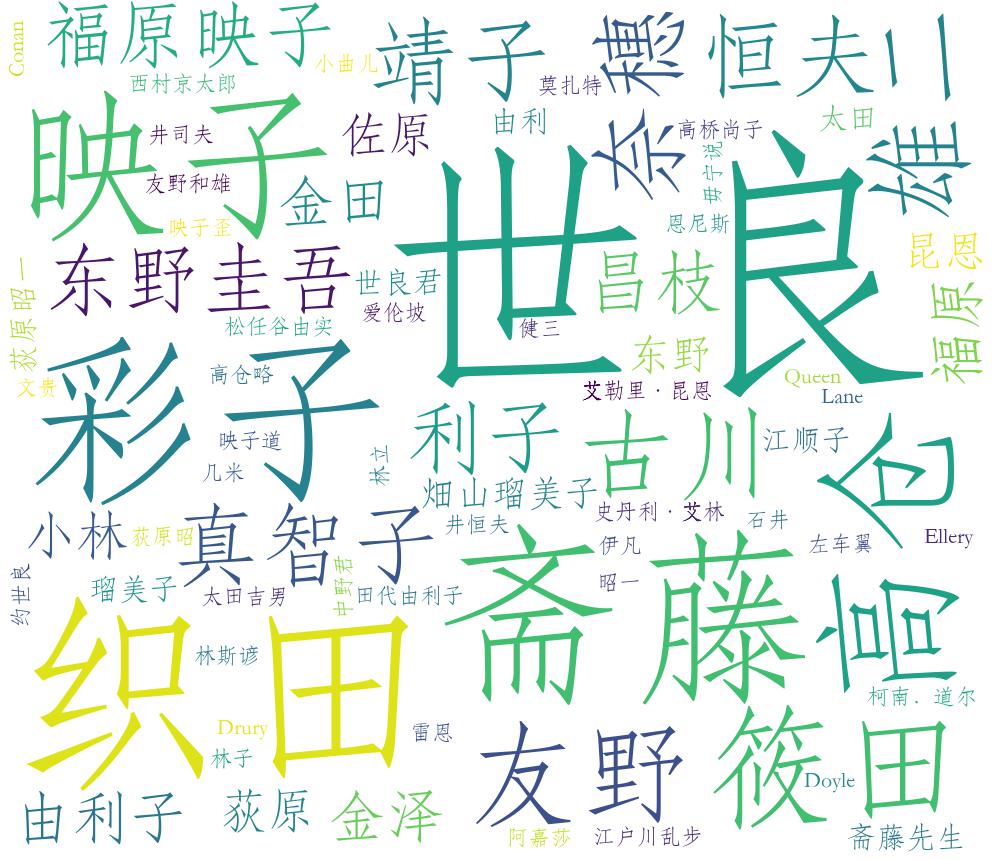 Conan
福原映子
小曲儿
靖子
穗奈
恒夫
雄二
西村京太郎
莫扎特
映子
井司夫
佐原
由利
高桥尚子
太田
友野和雄
金田
世良
毋宁说
映子歪
恩尼斯
昆恩
东野圭吾
世良君
昌枝
荻原昭一
爱伦坡
松任谷由实
健三
福原
东野
彩子
高仓略
文贵
艾勒里·昆恩
Queen
Lane
映子道
利子
古川
江顺子
几米
林立
畑山瑠美子
高仓
小林
荻原昭
真智子
井恒夫
史丹利·艾林
石井
伊凡
左车翼
Ellery
约世良
瑠美子
太田吉男
中野君
田代由利子
昭一
斋藤
织田
林斯谚
柯南．道尔
Drury
雷恩
林子
友野
筱田
Doyle
由利子
荻原
金泽
阿嘉莎
江户川乱步
斋藤先生